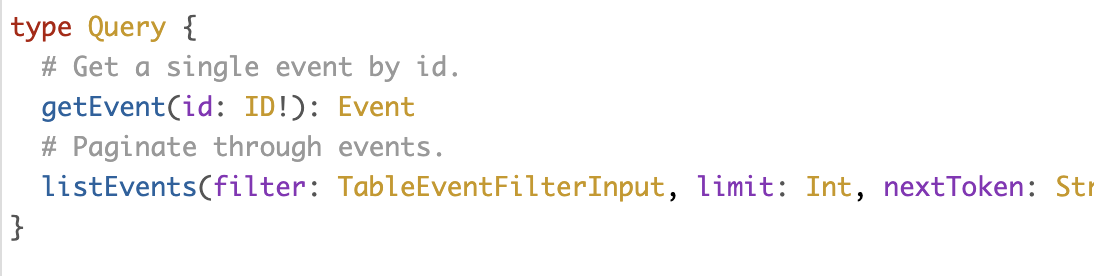 type Query {
# Get a single event by id.
getEvent(id: ID!): Event
# Paginate through events.
listEvents(filter: TableEventFilterInput, limit: Int, nextToken: Str
}